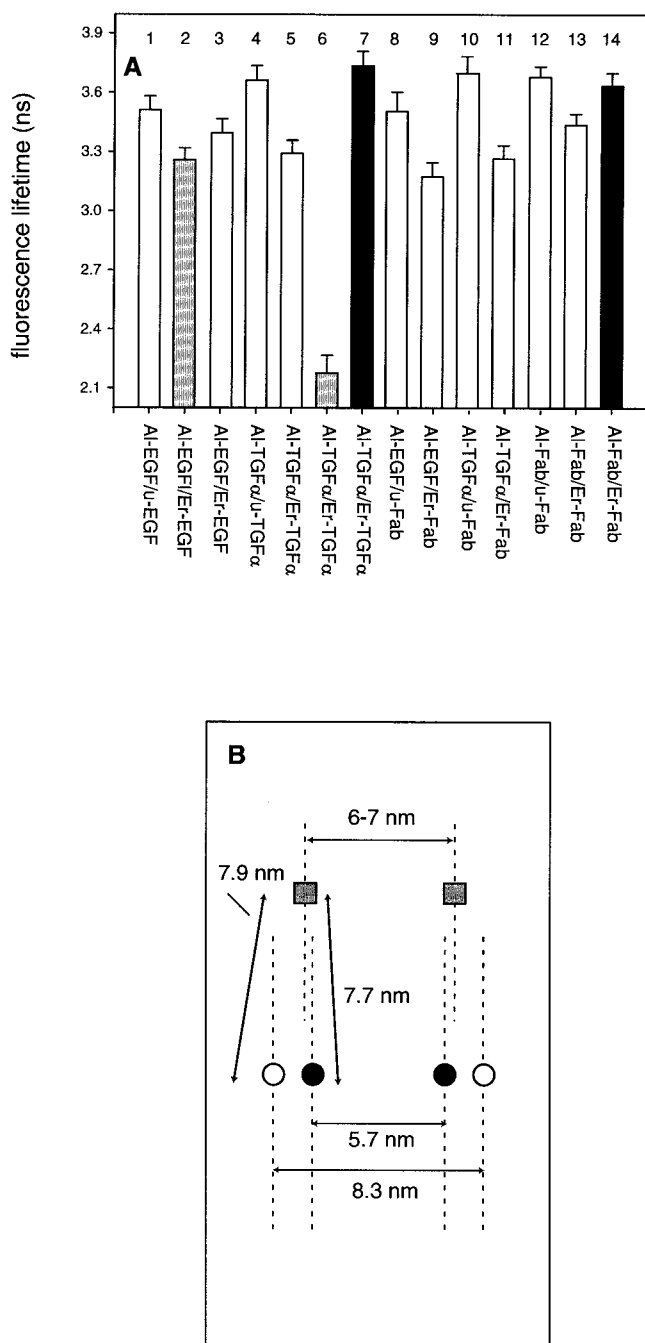 3.9
3.6
3.3
3.0
2.7
2.4
2.1
fluorescence lifetime (ns)
A
1 2 3 4 5 6 7 8 9 10 11 12 13 14
Al-EGF/u-EGF
Al-EGFl/Er-EGF
Al-EGF/Er-EGF
Al-TGFα/u-TGFα
Al-TGFα/Er-TGFα
Al-TGFα/Er-TGFα
Al-TGFα/Er-TGFα
Al-EGF/u-Fab
Al-EGF/Er-Fab
Al-TGFα/u-Fab
Al-TGFα/Er-Fab
Al-Fab/u-Fab
Al-Fab/Er-Fab
Al-Fab/Er-Fab
B
6-7 nm
7.9 nm
7.7 nm
5.7 nm
8.3 nm